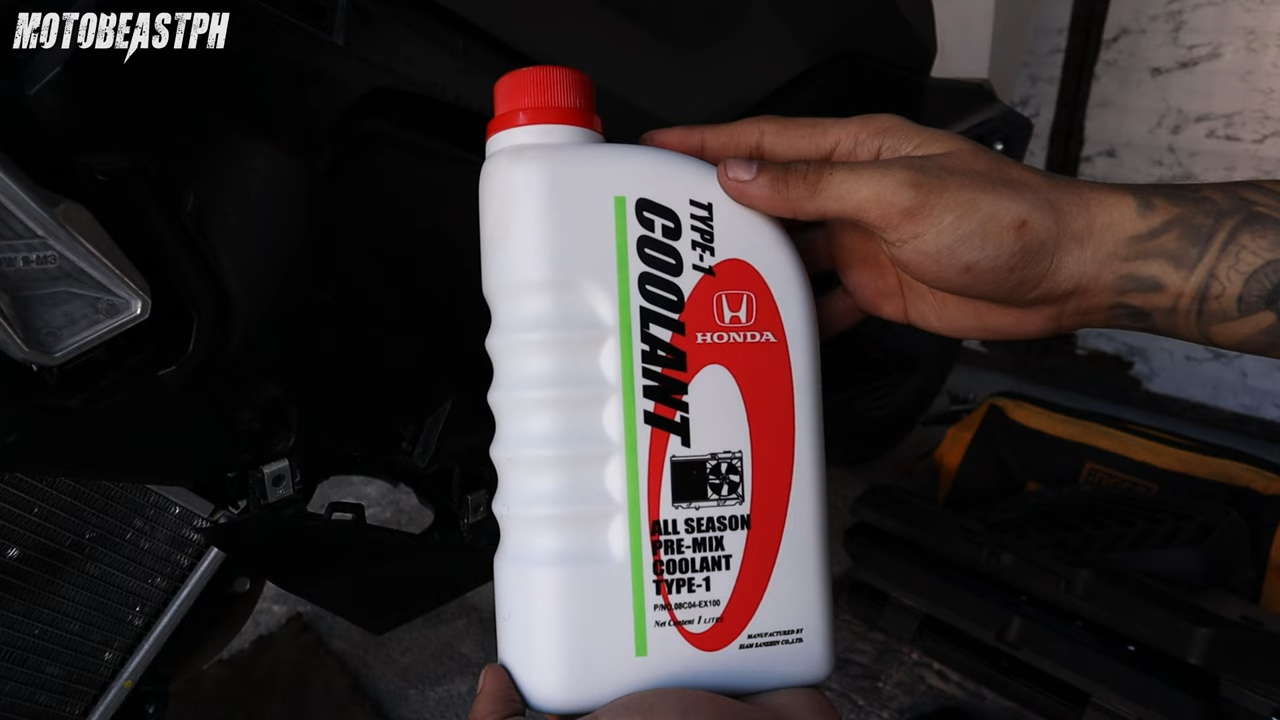 MOTOBEASTPH
TYPE-1
COOLANT
HONDA
ALL SEASON
PRE-MIX
COOLANT
TYPE-1
P/NO.08C04-EX100
Net Content 1 LITRE
MANUFACTURED BY
SIAM SANSHIN CO.,LTD.